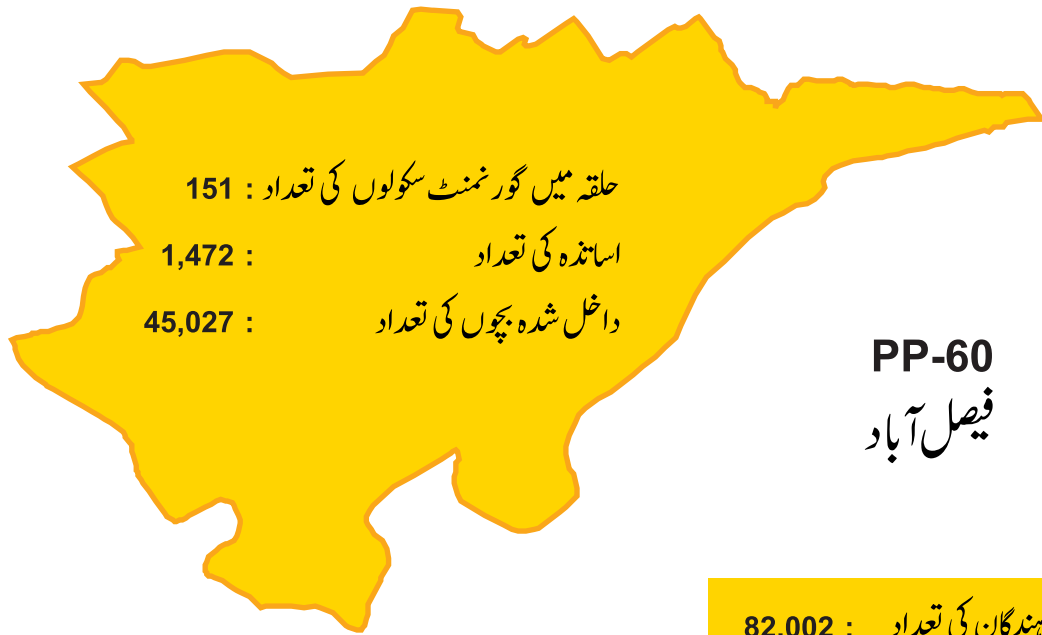 حلقہ میں گورنمنٹ سکولوں کی تعداد : 151
اساتذہ کی تعداد : 1,472
داخل شدہ بچوں کی تعداد : 45,027
PP-60
فیصل آباد
کی تعداد : 82,002